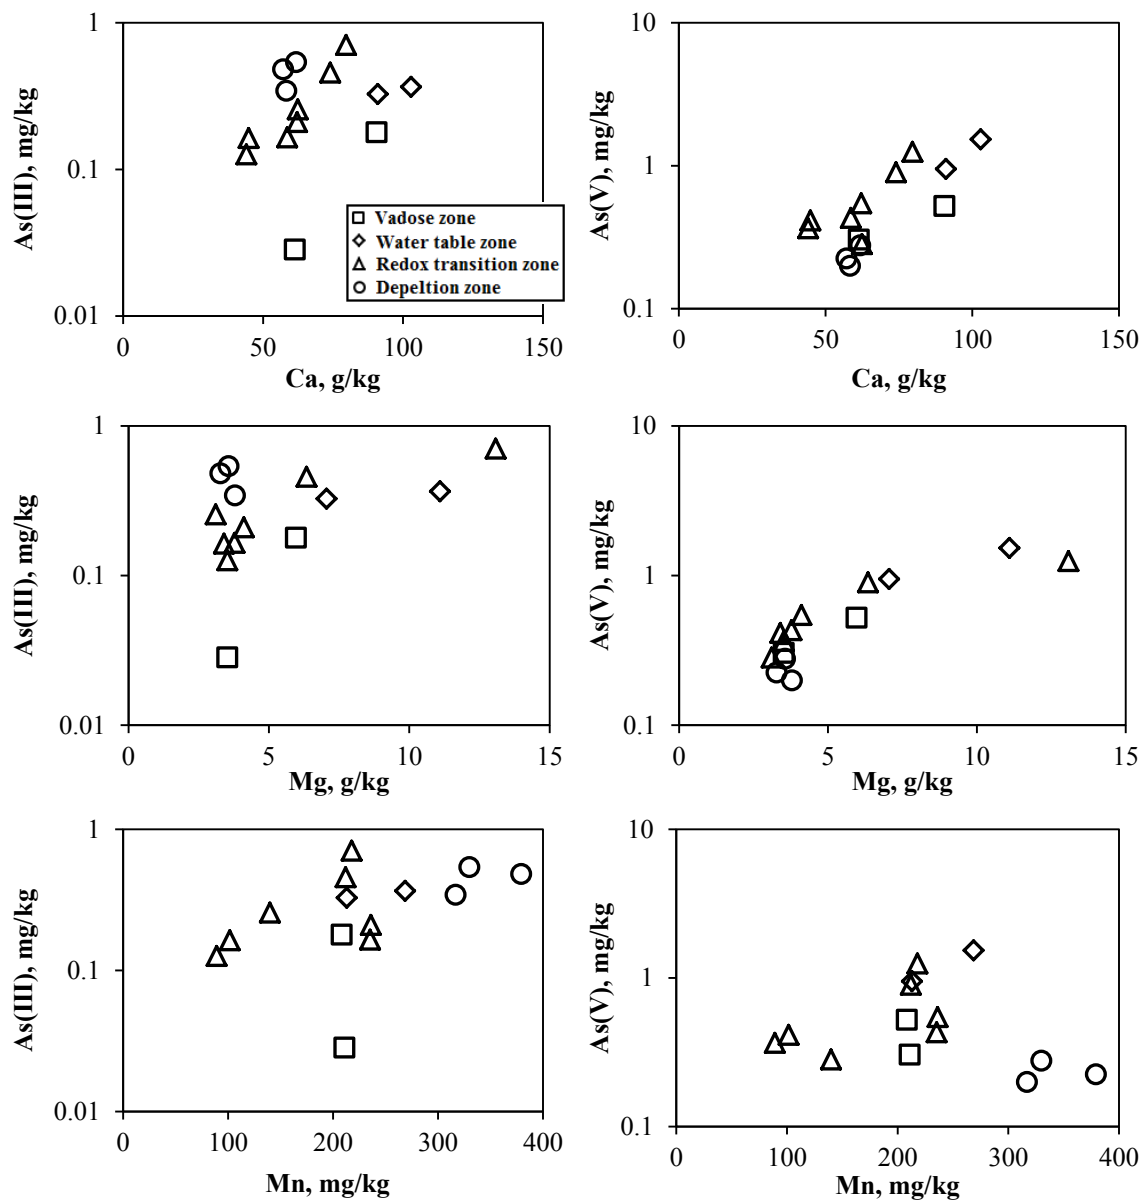 1
0.1
0.01
As(III), mg/kg
0
50
100
150
Ca, g/kg
Vadose zone
Water table zone
Redox transition zone
Depeltion zone
10
1
0.1
As(V), mg/kg
0
50
100
150
Ca, g/kg
1
0.1
0.01
As(III), mg/kg
0
5
10
15
Mg, g/kg
10
1
0.1
As(V), mg/kg
0
5
10
15
Mg, g/kg
1
0.1
0.01
As(III), mg/kg
0
100
200
300
400
Mn, mg/kg
10
1
0.1
As(V), mg/kg
0
100
200
300
400
Mn, mg/kg